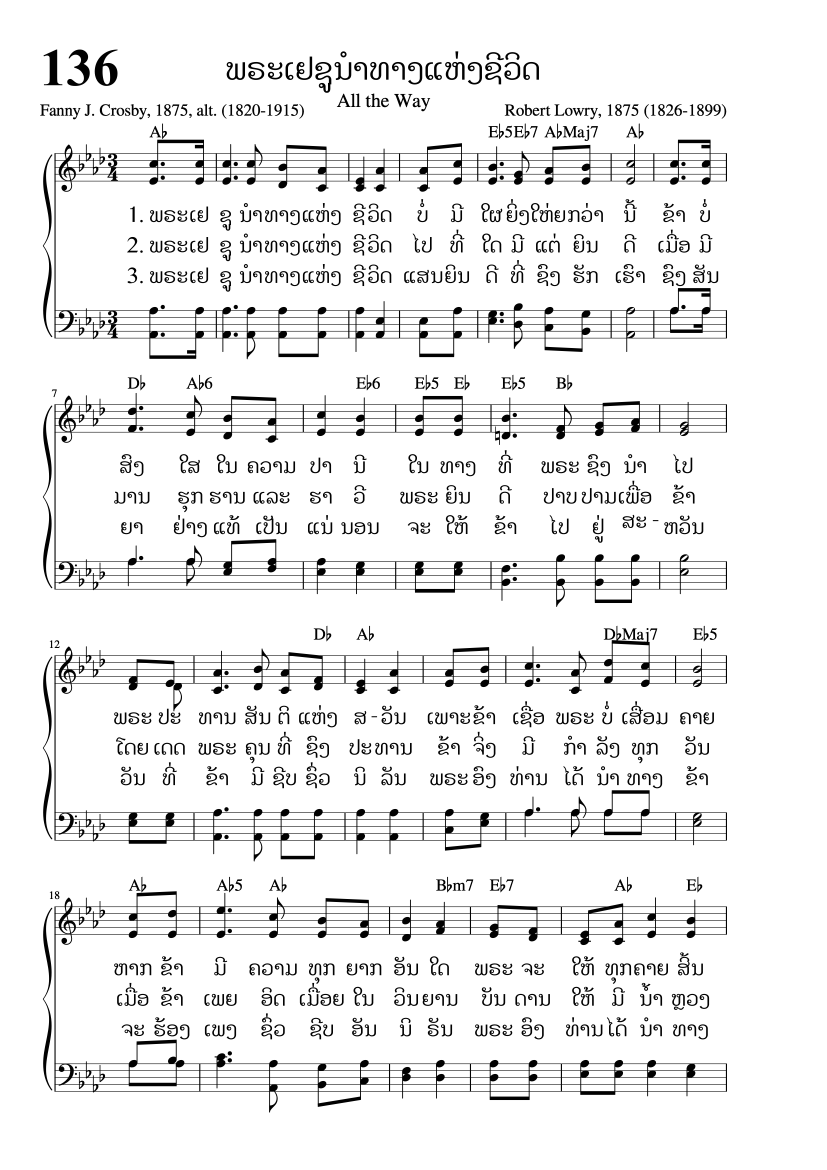 136
ພຣະເຢຊູນຳທາງແຫ່ງຊີວິດ
All the Way
Fanny J. Crosby, 1875, alt. (1820-1915)
Robert Lowry, 1875 (1826-1899)
A♭ E♭5 E♭7 A♭Maj7 A♭
1. ພຣະເຢ ຊູ ນຳທາງແຫ່ງ ຊີວິດ ບໍ່ ມີ ໃຜ ຍິ່ງໃຫ່ຍກວ່າ ນີ້ ຂ້າ ບໍ່
2. ພຣະເຢ ຊູ ນຳທາງແຫ່ງ ຊີວິດ ໄປ ທີ່ ໃດ ມີ ແຕ່ ຍິນ ດີ ເມື່ອ ມີ
3. ພຣະເຢ ຊູ ນຳທາງແຫ່ງ ຊີວິດ ແສນຍິນ ດີ ທີ່ ຊົງ ຮັກ ເຮົາ ຊົງ ສັນ
7
D♭ A♭6 E♭6 E♭5 E♭ E♭5 B♭
ສົງ ໃສ ໃນ ຄວາມ ປາ ນີ ໃນ ທາງ ທີ່ ພຣະ ຊົງ ນຳ ໄປ
ມານ ຮຸກ ຮານ ແລະ ຮາ ວີ ພຣະ ຍິນ ດີ ປາບ ປາມເພື່ອ ຂ້າ
ຍາ ຢ່າງ ແທ້ ເປັນ ແນ່ ນອນ ຈະ ໃຫ້ ຂ້າ ໄປ ຢູ່ ສະ - ຫວັນ
12
D♭ A♭ D♭Maj7 E♭5
ພຣະ ປະ ທານ ສັນ ຕິ ແຫ່ງ ສ - ວັນ ເພາະຂ້າ ເຊື່ອ ພຣະ ບໍ່ ເສື່ອມ ຄາຍ
ໂດຍ ເດດ ພຣະ ຄຸນ ທີ່ ຊົງ ປະທານ ຂ້າ ຈິ່ງ ມີ ກຳ ລັງ ທຸກ ວັນ
ວັນ ທີ່ ຂ້າ ມີ ຊີບ ຊົ່ວ ນິ ລັນ ພຣະອົງ ທ່ານ ໄດ້ ນຳ ທາງ ຂ້າ
18
A♭ A♭5 A♭ B♭m7 E♭7 A♭ E♭
ຫາກ ຂ້າ ມີ ຄວາມ ທຸກ ຍາກ ອັນ ໃດ ພຣະ ຈະ ໃຫ້ ທຸກຄາຍ ສິ້ນ
ເມື່ອ ຂ້າ ເພຍ ອິດ ເມື່ອຍ ໃນ ວິນຍານ ບັນ ດານ ໃຫ້ ມີ ນ້ຳ ຫຼວງ
ຈະ ຮ້ອງ ເພງ ຊົ່ວ ຊີບ ອັນ ນິ ຣັນ ພຣະ ອົງ ທ່ານໄດ້ ນຳ ທາງ